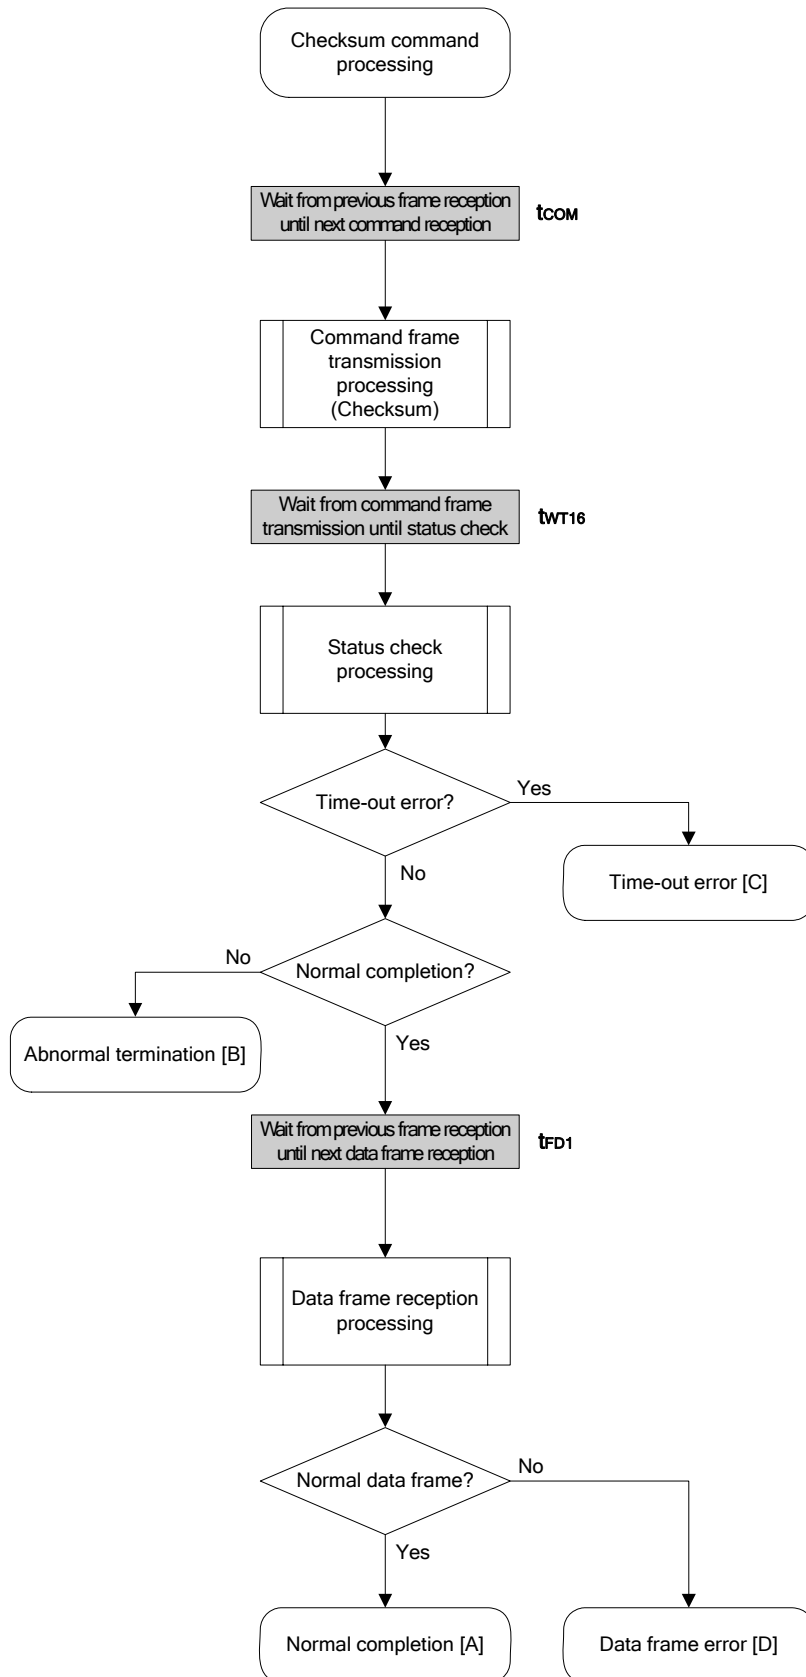 Checksum command
processing
Wait from previous frame reception
until next command reception
tCOM
Command frame
transmission
processing
(Checksum)
Wait from command frame
transmission until status check
tWT16
Status check
processing
Time-out error?
Yes
Time-out error [C]
No
No
Normal completion?
Abnormal termination [B]
Yes
Wait from previous frame reception
until next data frame reception
tFD1
Data frame reception
processing
Normal data frame?
No
Yes
Normal completion [A]
Data frame error [D]